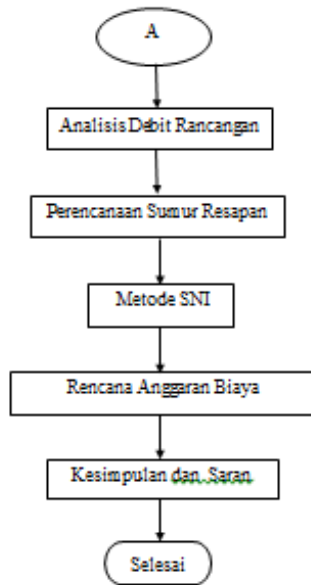 A
Analisis Debit Rancangan
Perencanaan Sumur Resapan
Metode SNI
Rencana Anggaran Biaya
Kesimpulan dan Saran
Selesai